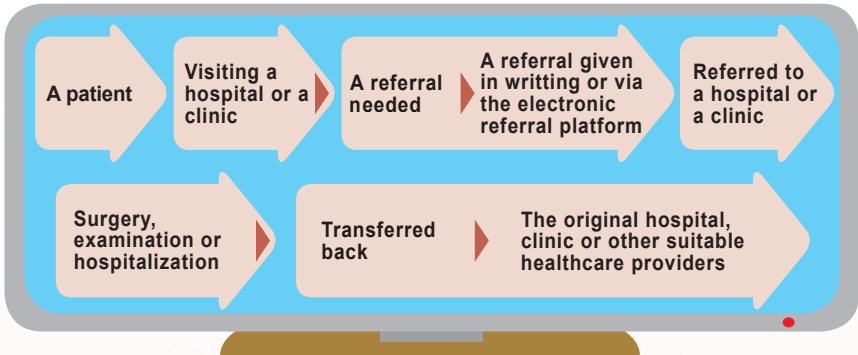 A patient
Visiting a
hospital or a
clinic
A referral
needed
A referral given
in writting or via
the electronic
referral platform
Referred to
a hospital or
a clinic
Surgery,
examination or
hospitalization
Transferred
back
The original hospital,
clinic or other suitable
healthcare providers